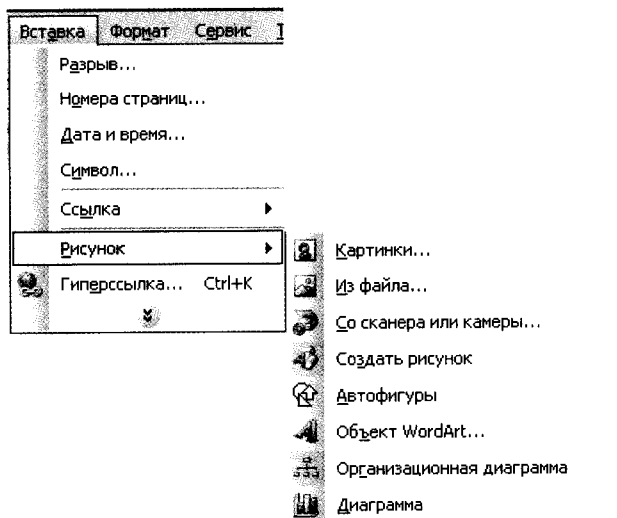 Вставка Формат Сервис
Разрыв...
Номера страниц...
Дата и время...
Символ...
Ссылка
Рисунок
Гиперссылка... Ctrl+K
Картинки...
Из файла...
Со сканера или камеры...
Создать рисунок
Автофигуры
Объект WordArt...
Организационная диаграмма
Диаграмма